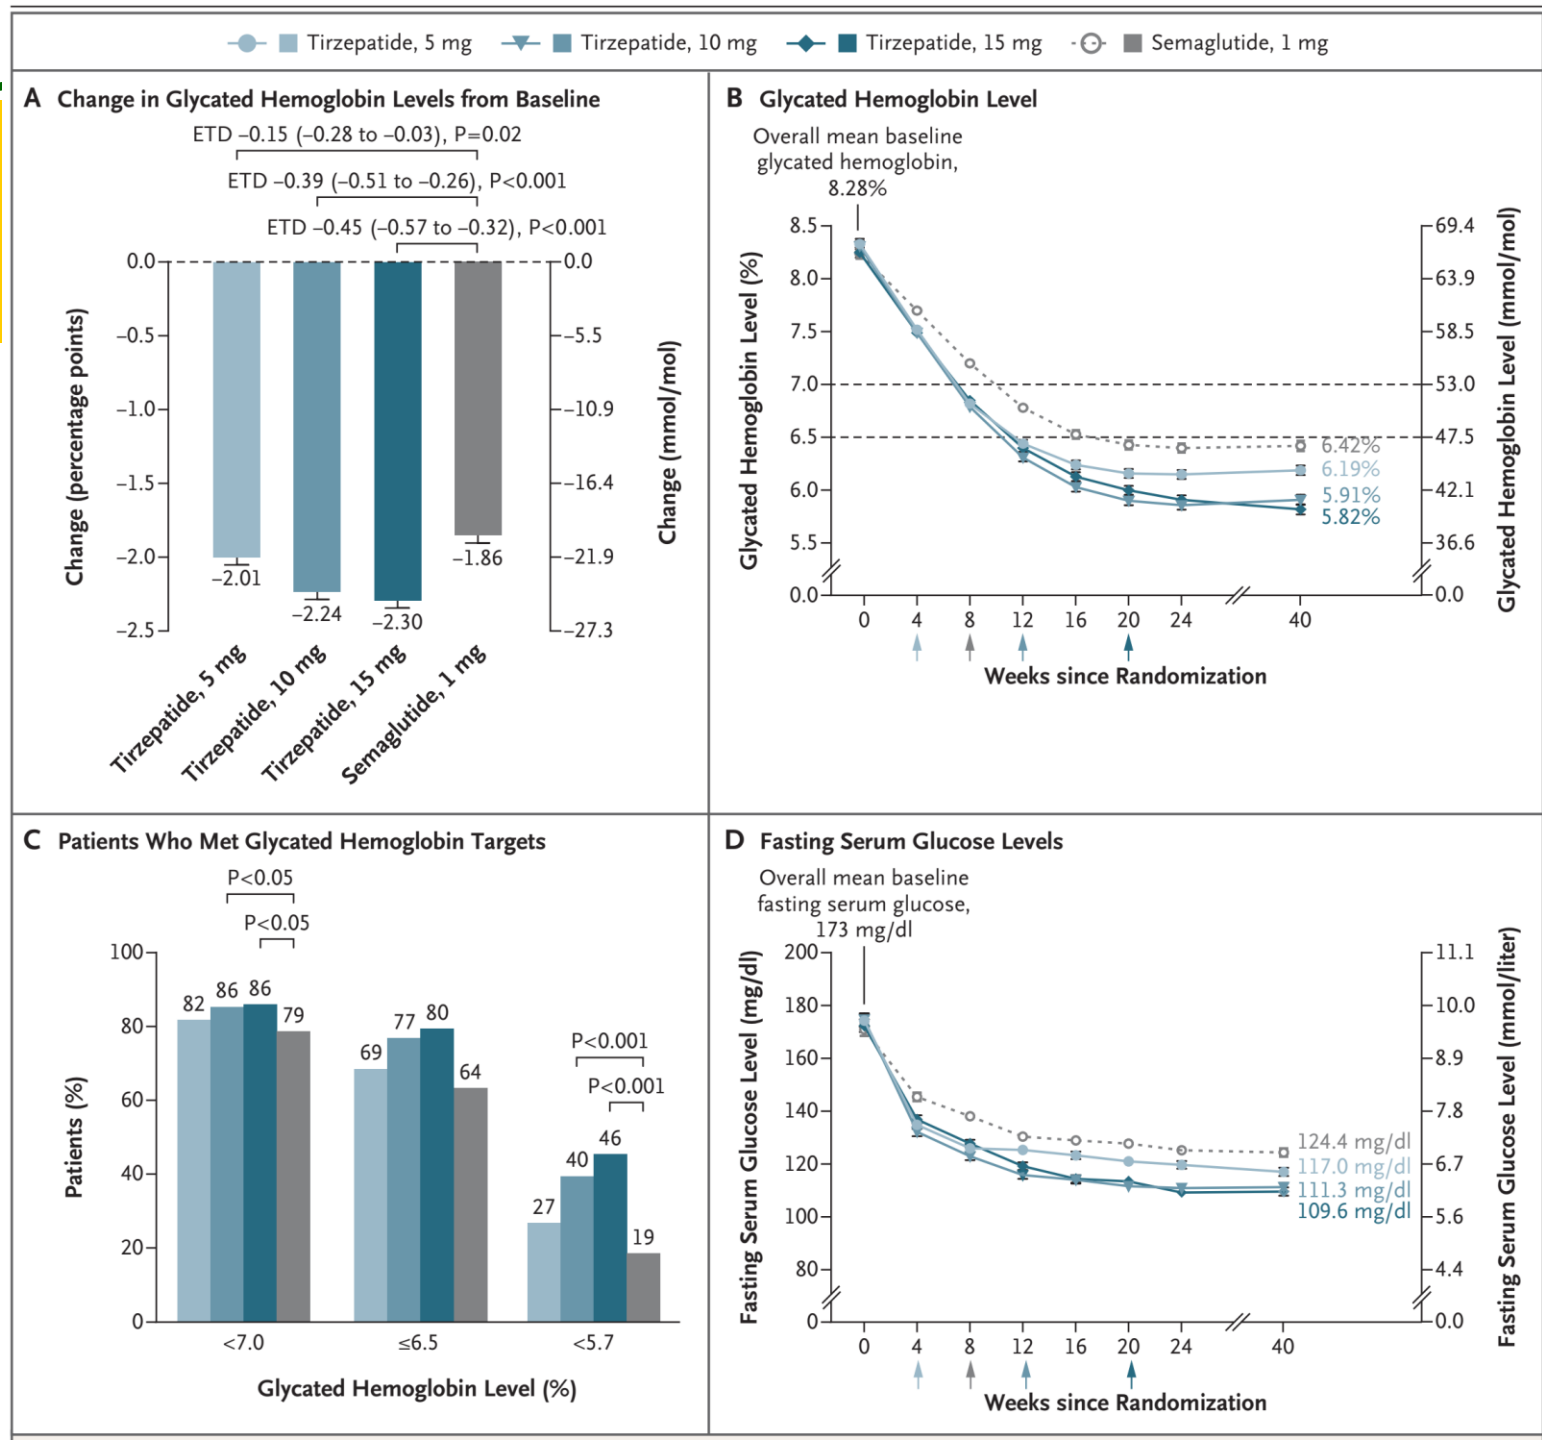 Tirzepatide, 5 mg Tirzepatide, 10 mg Tirzepatide, 15 mg Semaglutide, 1 mg
A Change in Glycated Hemoglobin Levels from Baseline
ETD –0.15 (–0.28 to –0.03), P=0.02
ETD –0.39 (–0.51 to –0.26), P<0.001
ETD –0.45 (–0.57 to –0.32), P<0.001
Change (percentage points)
0.0
–0.5
–1.0
–1.5
–2.0
–2.5
–2.01
–2.24
–2.30
–1.86
0.0
–5.5
–10.9
–16.4
–21.9
–27.3
Change (mmol/mol)
Tirzepatide, 5 mg
Tirzepatide, 10 mg
Tirzepatide, 15 mg
Semaglutide, 1 mg
B Glycated Hemoglobin Level
Overall mean baseline
glycated hemoglobin,
8.28%
Glycated Hemoglobin Level (%)
8.5
8.0
7.5
7.0
6.5
6.0
5.5
0.0
6.42%
6.19%
5.91%
5.82%
69.4
63.9
58.5
53.0
47.5
42.1
36.6
0.0
Glycated Hemoglobin Level (mmol/mol)
0 4 8 12 16 20 24 40
Weeks since Randomization
C Patients Who Met Glycated Hemoglobin Targets
P<0.05
P<0.05
P<0.001
P<0.001
Patients (%)
100
80
60
40
20
0
82 86 86 79
69 77 80 64
27 40 46 19
<7.0 ≤6.5 <5.7
Glycated Hemoglobin Level (%)
D Fasting Serum Glucose Levels
Overall mean baseline
fasting serum glucose,
173 mg/dl
Fasting Serum Glucose Level (mg/dl)
200
180
160
140
120
100
80
0
124.4 mg/dl
117.0 mg/dl
111.3 mg/dl
109.6 mg/dl
11.1
10.0
8.9
7.8
6.7
5.6
4.4
0.0
Fasting Serum Glucose Level (mmol/liter)
0 4 8 12 16 20 24 40
Weeks since Randomization